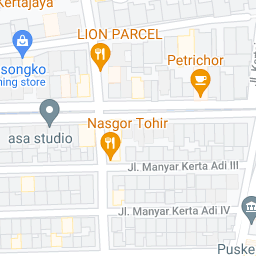 Kertajaya
LION PARCEL
songko
ning store
Petrichor
Nasgor Tohir
asa studio
Jl. Manyar Kerta Adi III
Jl. Manyar Kerta Adi IV
Puske